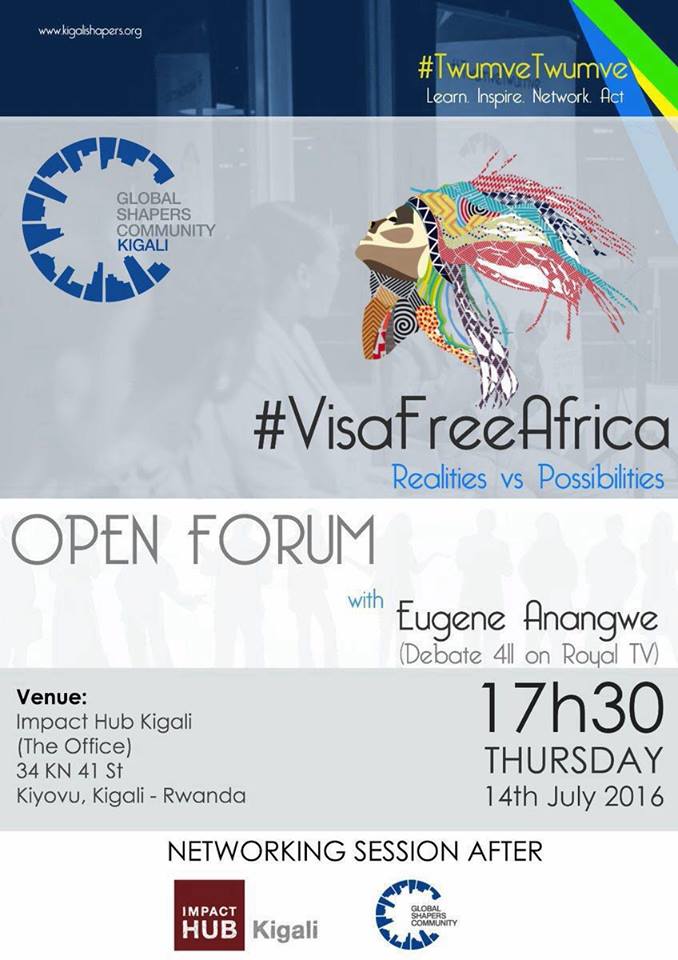 www.kigalishapers.org
#TwumveTwumve
Learn. Inspire. Network. Act
GLOBAL
SHAPERS
COMMUNITY
KIGALI
#VisaFreeAfrica
Realities vs Possibilities
OPEN FORUM
with Eugene Anangwe
(Debate 411 on Royal TV)
Venue:
Impact Hub Kigali
(The Office)
34 KN 41 St
Kiyovu, Kigali - Rwanda
17h30
THURSDAY
14th July 2016
NETWORKING SESSION AFTER
IMPACT
HUB Kigali
GLOBAL
SHAPERS
COMMUNITY